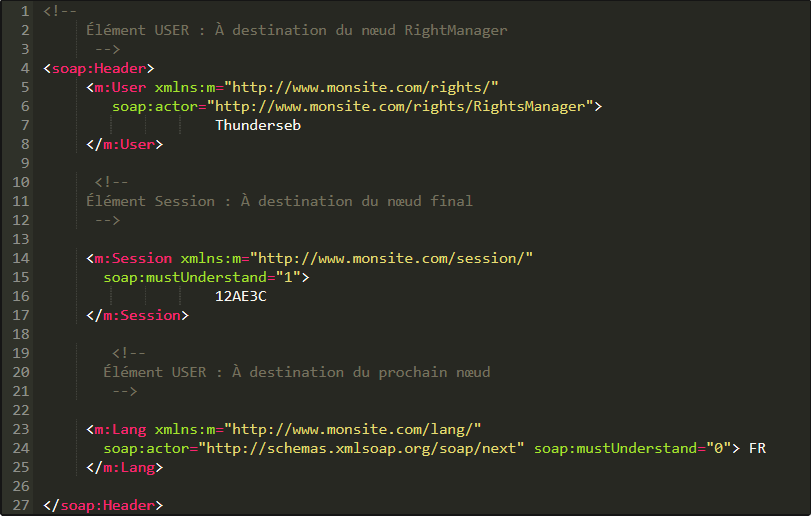 1 <!--
2 Élément USER : À destination du nœud RightManager
3 -->
4 <soap:Header>
5 <m:User xmlns:m="http://www.monsite.com/rights/"
6 soap:actor="http://www.monsite.com/rights/RightsManager">
7 Thunderseb
8 </m:User>
9
10 <!--
11 Élément Session : À destination du nœud final
12 -->
13
14 <m:Session xmlns:m="http://www.monsite.com/session/"
15 soap:mustUnderstand="1">
16 12AE3C
17 </m:Session>
18
19 <!--
20 Élément USER : À destination du prochain nœud
21 -->
22
23 <m:Lang xmlns:m="http://www.monsite.com/lang/"
24 soap:actor="http://schemas.xmlsoap.org/soap/next" soap:mustUnderstand="0"> FR
25 </m:Lang>
26
27 </soap:Header>